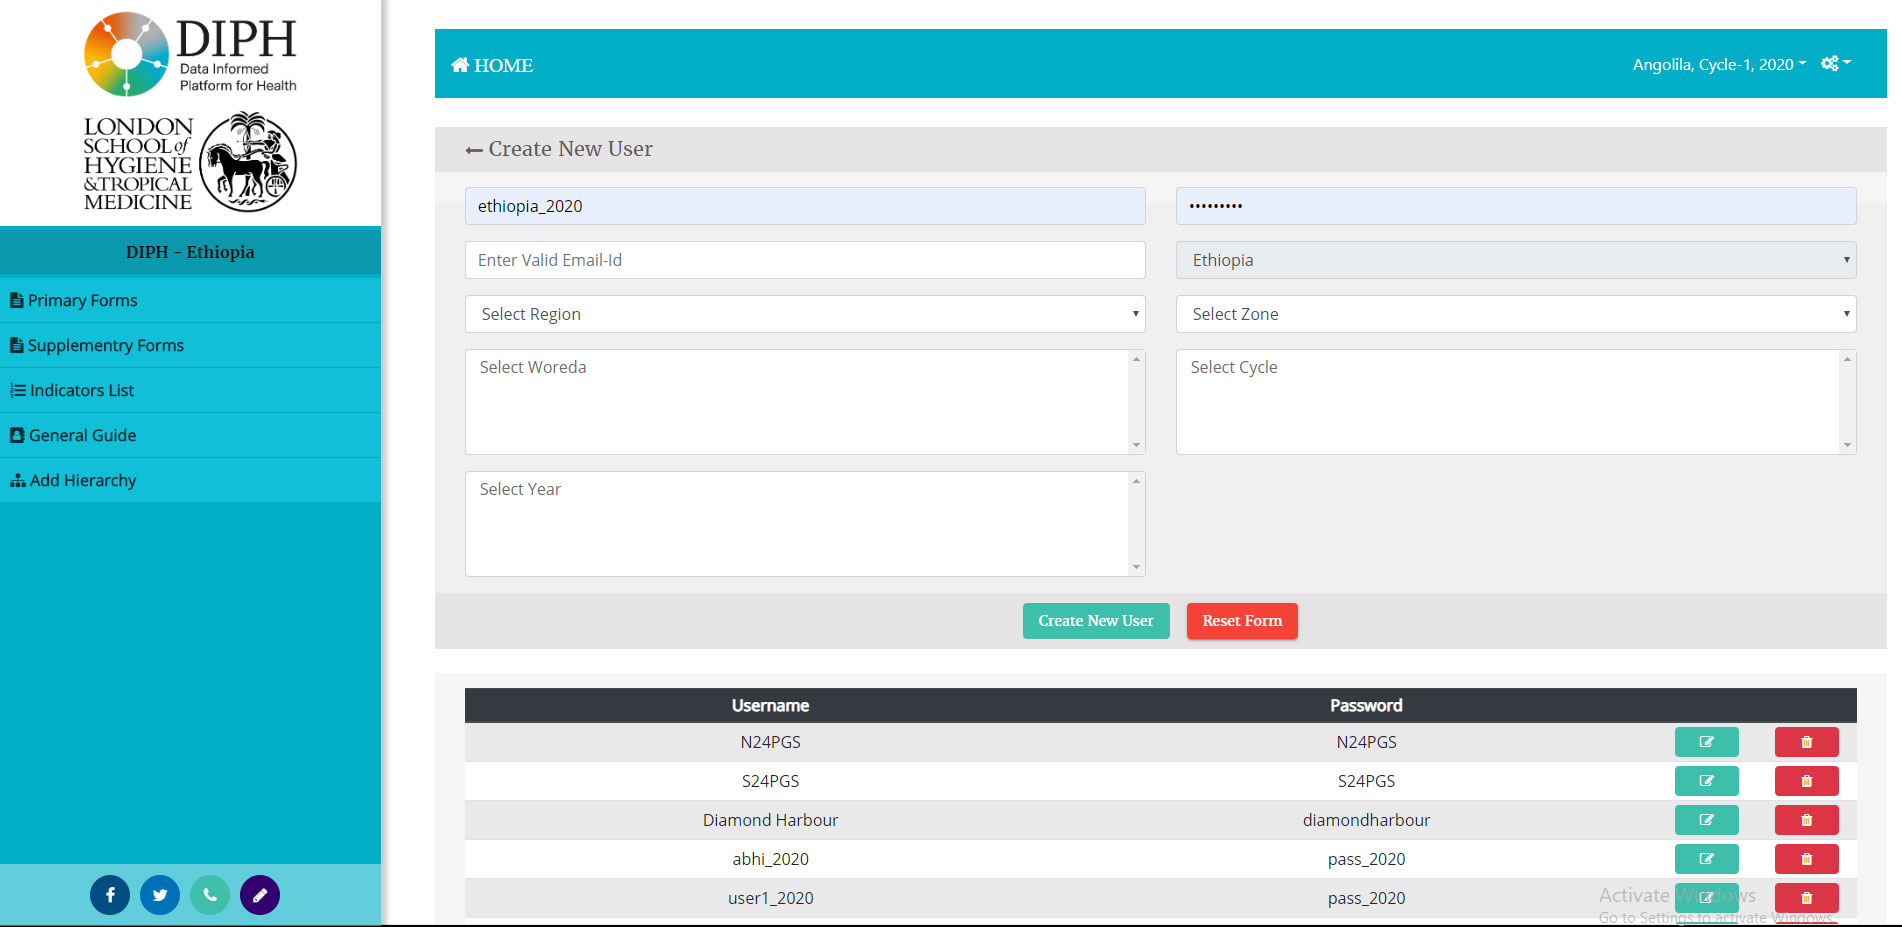 DIPH
Data Informed
Platform for Health
LONDON
SCHOOL of
HYGIENE
& TROPICAL
MEDICINE
DIPH - Ethiopia
Primary Forms
Supplementry Forms
Indicators List
General Guide
Add Hierarchy
HOME
Angolila, Cycle-1, 2020
Create New User
ethiopia_2020
•••••••••
Enter Valid Email-Id
Ethiopia
Select Region
Select Zone
Select Woreda
Select Cycle
Select Year
Create New User
Reset Form
Username Password
N24PGS N24PGS
S24PGS S24PGS
Diamond Harbour diamondharbour
abhi_2020 pass_2020
user1_2020 pass_2020
Activate Windows
Go to Settings to activate Windows.